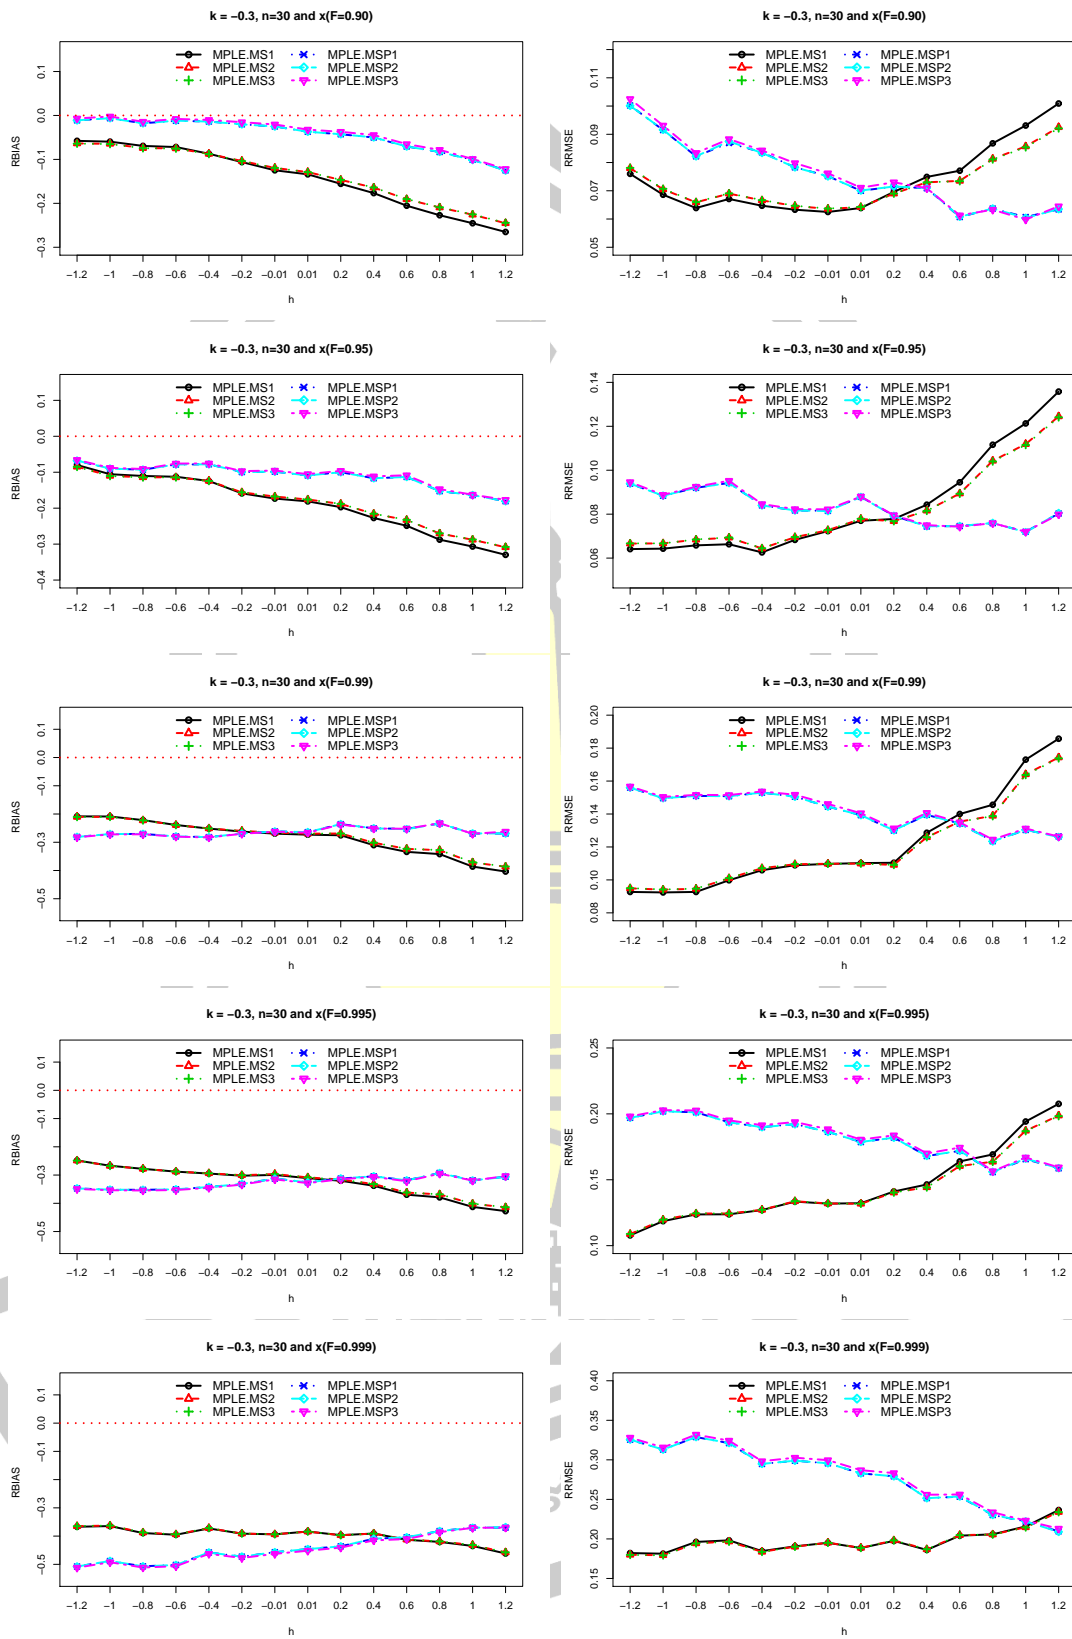 k = −0.3, n=30 and x(F=0.90)
MPLE.MS1 MPLE.MSP1
MPLE.MS2 MPLE.MSP2
MPLE.MS3 MPLE.MSP3
RBIAS
0.1
0.0
−0.1
−0.2
−0.3
−1.2 −1 −0.8 −0.6 −0.4 −0.2 −0.01 0.01 0.2 0.4 0.6 0.8 1 1.2
h
k = −0.3, n=30 and x(F=0.90)
MPLE.MS1 MPLE.MSP1
MPLE.MS2 MPLE.MSP2
MPLE.MS3 MPLE.MSP3
RRMSE
0.11
0.09
0.07
0.05
−1.2 −1 −0.8 −0.6 −0.4 −0.2 −0.01 0.01 0.2 0.4 0.6 0.8 1 1.2
h
k = −0.3, n=30 and x(F=0.95)
MPLE.MS1 MPLE.MSP1
MPLE.MS2 MPLE.MSP2
MPLE.MS3 MPLE.MSP3
RBIAS
0.1
0.0
−0.1
−0.2
−0.3
−0.4
−1.2 −1 −0.8 −0.6 −0.4 −0.2 −0.01 0.01 0.2 0.4 0.6 0.8 1 1.2
h
k = −0.3, n=30 and x(F=0.95)
MPLE.MS1 MPLE.MSP1
MPLE.MS2 MPLE.MSP2
MPLE.MS3 MPLE.MSP3
RRMSE
0.14
0.12
0.10
0.08
0.06
−1.2 −1 −0.8 −0.6 −0.4 −0.2 −0.01 0.01 0.2 0.4 0.6 0.8 1 1.2
h
k = −0.3, n=30 and x(F=0.99)
MPLE.MS1 MPLE.MSP1
MPLE.MS2 MPLE.MSP2
MPLE.MS3 MPLE.MSP3
RBIAS
0.1
0.0
−0.1
−0.3
−0.5
−1.2 −1 −0.8 −0.6 −0.4 −0.2 −0.01 0.01 0.2 0.4 0.6 0.8 1 1.2
h
k = −0.3, n=30 and x(F=0.99)
MPLE.MS1 MPLE.MSP1
MPLE.MS2 MPLE.MSP2
MPLE.MS3 MPLE.MSP3
RRMSE
0.20
0.18
0.16
0.14
0.12
0.10
0.08
−1.2 −1 −0.8 −0.6 −0.4 −0.2 −0.01 0.01 0.2 0.4 0.6 0.8 1 1.2
h
k = −0.3, n=30 and x(F=0.995)
MPLE.MS1 MPLE.MSP1
MPLE.MS2 MPLE.MSP2
MPLE.MS3 MPLE.MSP3
RBIAS
0.1
0.0
−0.1
−0.3
−0.5
−1.2 −1 −0.8 −0.6 −0.4 −0.2 −0.01 0.01 0.2 0.4 0.6 0.8 1 1.2
h
k = −0.3, n=30 and x(F=0.995)
MPLE.MS1 MPLE.MSP1
MPLE.MS2 MPLE.MSP2
MPLE.MS3 MPLE.MSP3
RRMSE
0.25
0.20
0.15
0.10
−1.2 −1 −0.8 −0.6 −0.4 −0.2 −0.01 0.01 0.2 0.4 0.6 0.8 1 1.2
h
k = −0.3, n=30 and x(F=0.999)
MPLE.MS1 MPLE.MSP1
MPLE.MS2 MPLE.MSP2
MPLE.MS3 MPLE.MSP3
RBIAS
0.1
0.0
−0.1
−0.3
−0.5
−1.2 −1 −0.8 −0.6 −0.4 −0.2 −0.01 0.01 0.2 0.4 0.6 0.8 1 1.2
h
k = −0.3, n=30 and x(F=0.999)
MPLE.MS1 MPLE.MSP1
MPLE.MS2 MPLE.MSP2
MPLE.MS3 MPLE.MSP3
RRMSE
0.40
0.35
0.30
0.25
0.20
0.15
−1.2 −1 −0.8 −0.6 −0.4 −0.2 −0.01 0.01 0.2 0.4 0.6 0.8 1 1.2
h